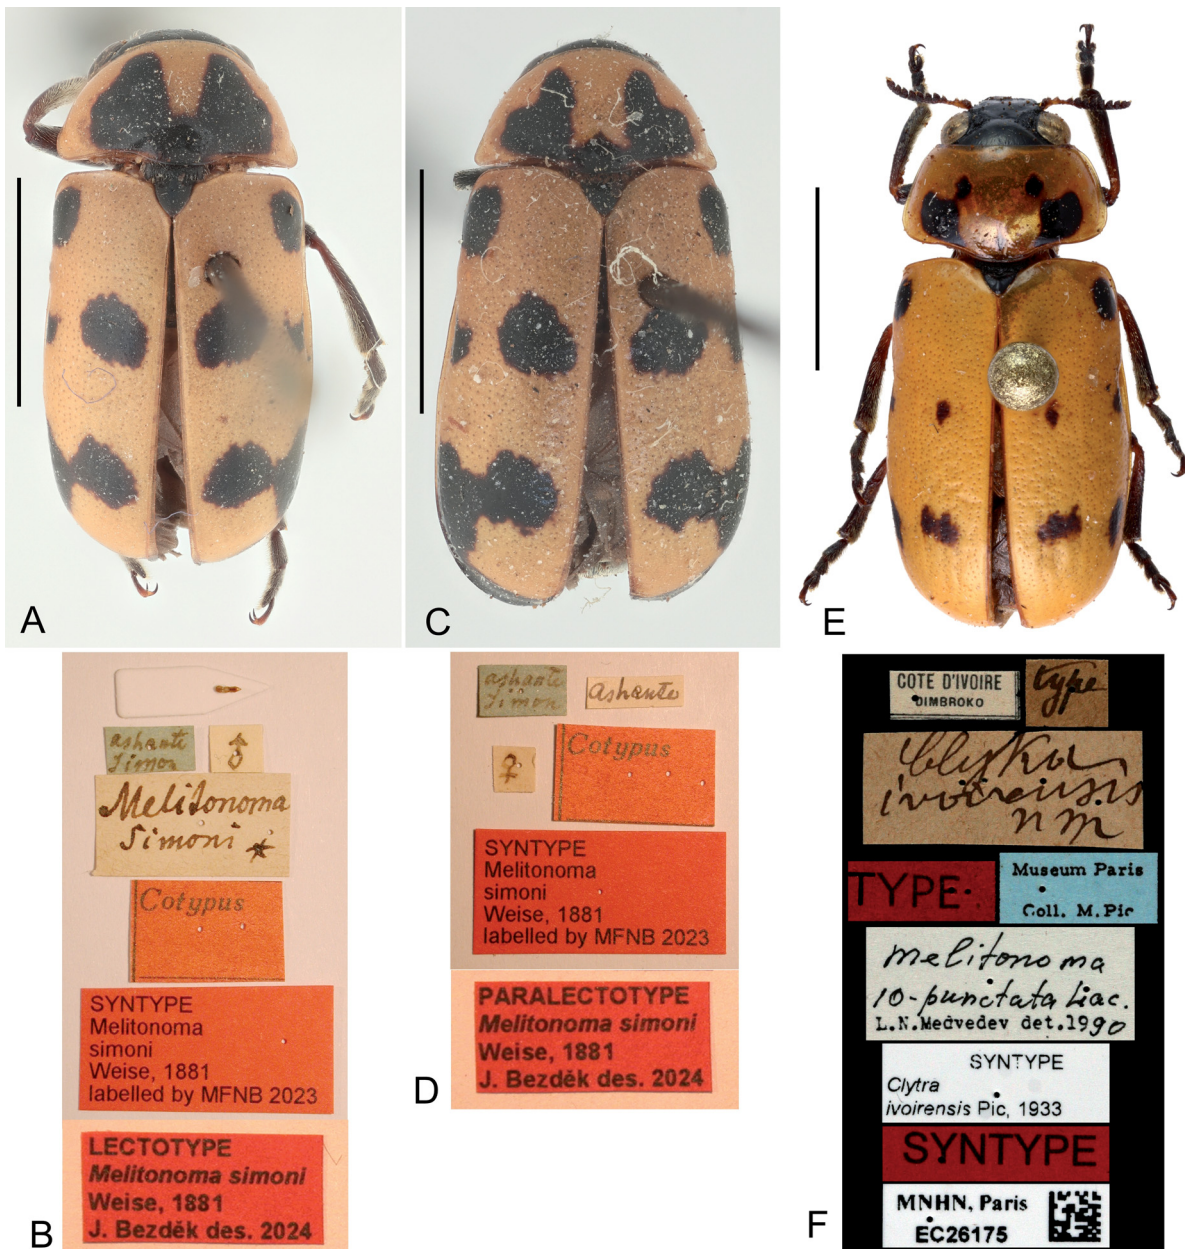 A
C
E
ashante
Simon
♂
Melitonoma
Simoni *
Cotypus
SYNTYPE
Melitonoma
simoni
Weise, 1881
labelled by MFNB 2023
LECTOTYPE
Melitonoma simoni
Weise, 1881
J. Bezděk des. 2024
B
ashante
Simon
ashante
♀
Cotypus
SYNTYPE
Melitonoma
simoni
Weise, 1881
labelled by MFNB 2023
PARALECTOTYPE
Melitonoma simoni
Weise, 1881
J. Bezděk des. 2024
D
COTE D'IVOIRE
DIMBROKO
type
ivoirensis
TYPE
Museum Paris
Coll. M. Pic
melitonoma
10-punctata Lac.
L.N.Medvedev det.1990
SYNTYPE
Clytra
ivoirensis Pic, 1933
SYNTYPE
MNHN, Paris
EC26175
F